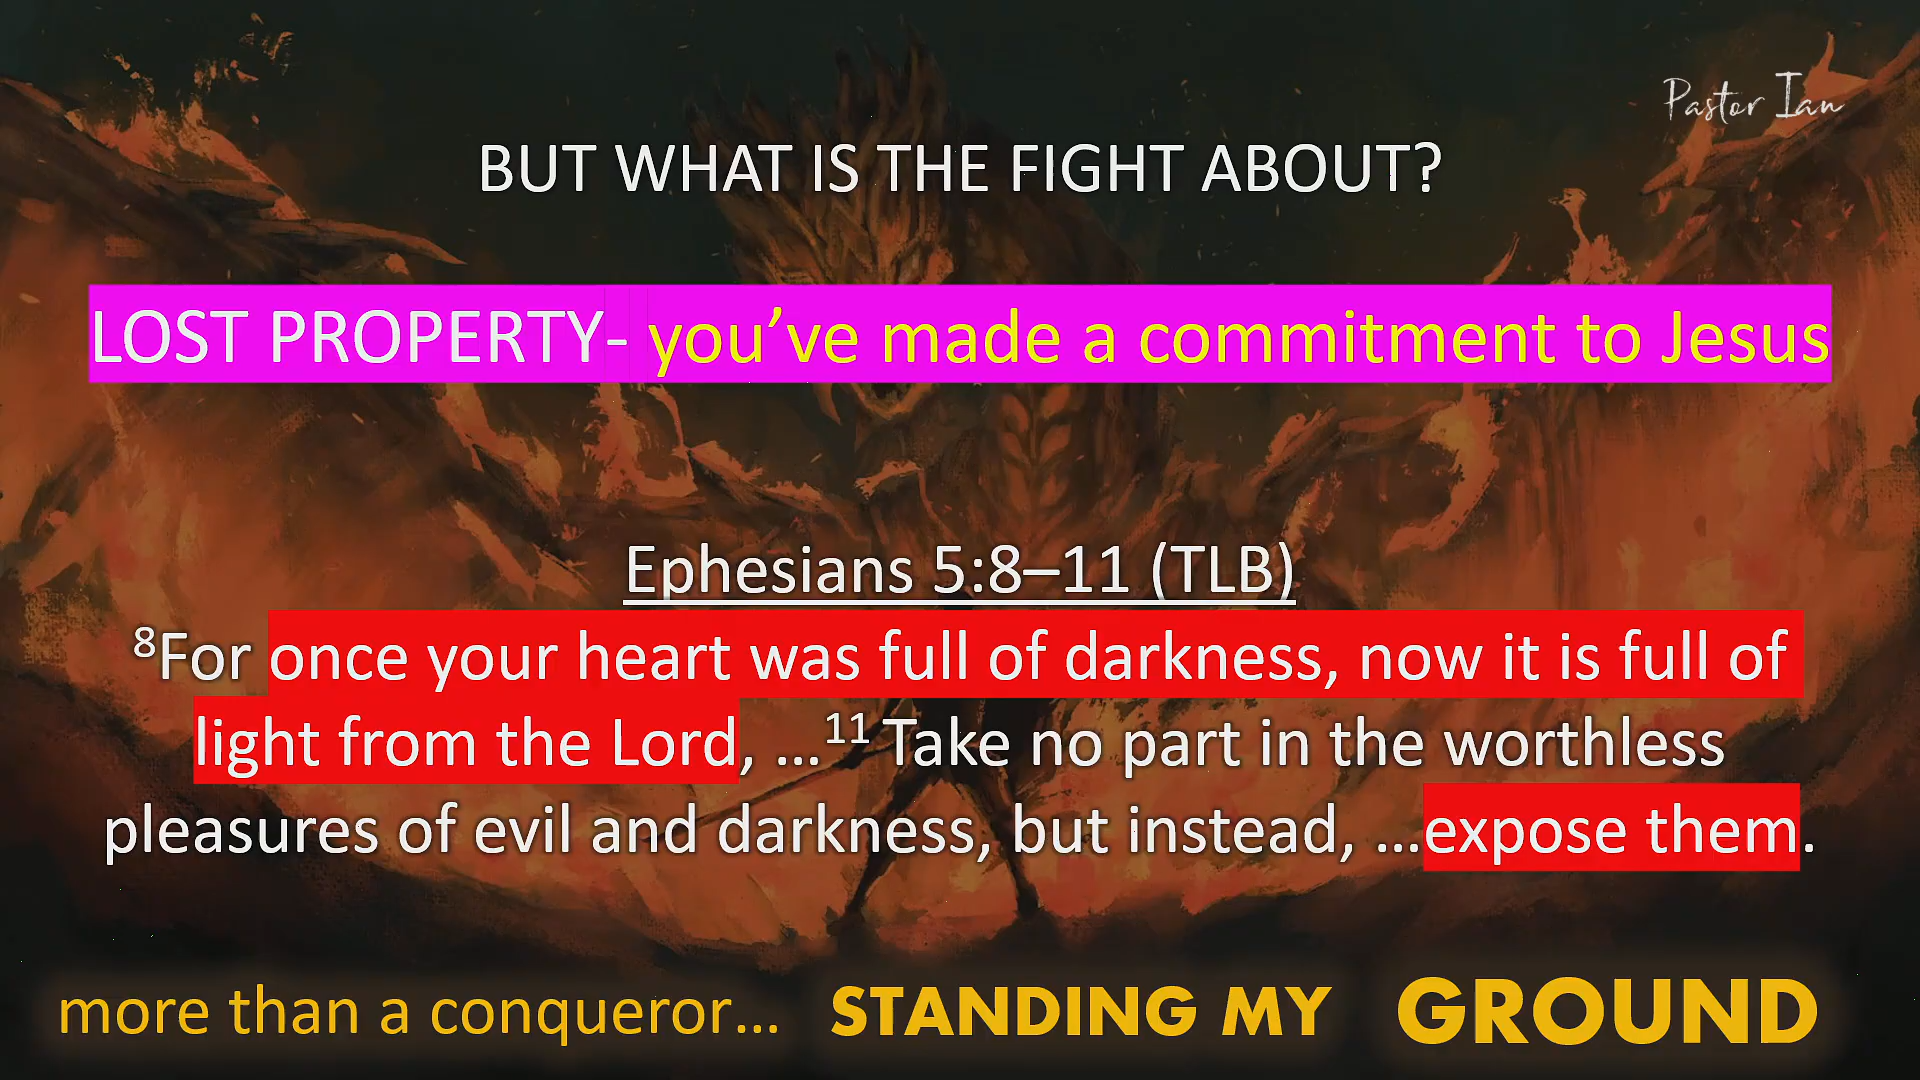 Pastor Ian
BUT WHAT IS THE FIGHT ABOUT?
LOST PROPERTY- you’ve made a commitment to Jesus
Ephesians 5:8–11 (TLB)
⁸For once your heart was full of darkness, now it is full of
light from the Lord, …¹¹ Take no part in the worthless
pleasures of evil and darkness, but instead, …expose them.
more than a conqueror… STANDING MY GROUND